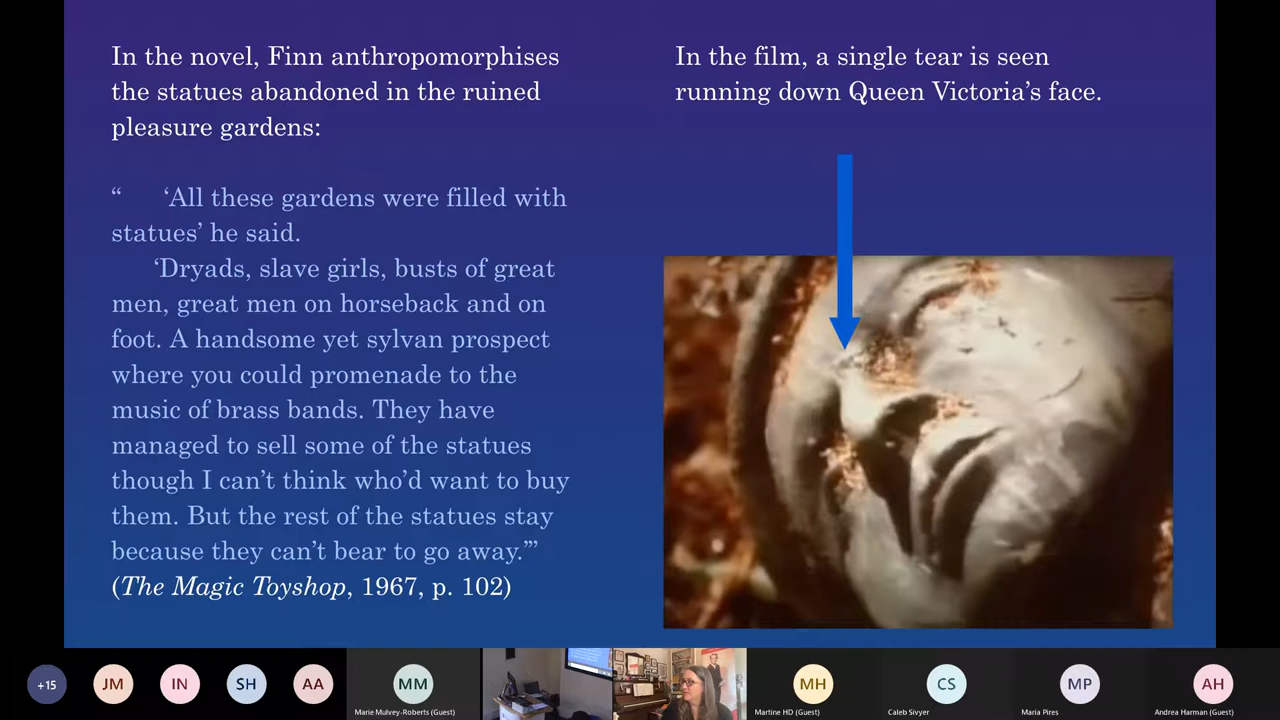 In the novel, Finn anthropomorphises
the statues abandoned in the ruined
pleasure gardens:
“ ‘All these gardens were filled with
statues’ he said.
‘Dryads, slave girls, busts of great
men, great men on horseback and on
foot. A handsome yet sylvan prospect
where you could promenade to the
music of brass bands. They have
managed to sell some of the statues
though I can’t think who’d want to buy
them. But the rest of the statues stay
because they can’t bear to go away.’”
(The Magic Toyshop, 1967, p. 102)
In the film, a single tear is seen
running down Queen Victoria’s face.
+15
JM
IN
SH
AA
MM
Marie Mulvey-Roberts (Guest)
MH
Martine HD (Guest)
CS
Caleb Sivyer
MP
Maria Pires
AH
Andrea Harman (Guest)